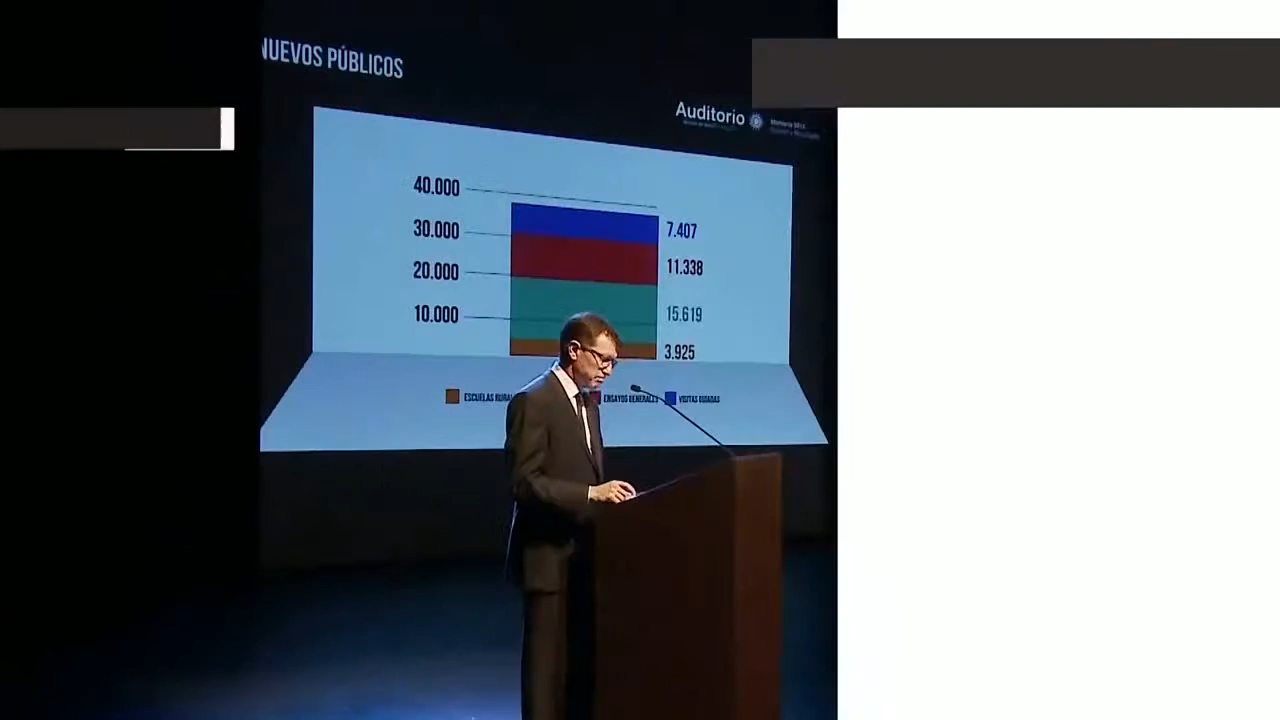 NUEVOS PÚBLICOS
Auditorio
40.000
30.000
20.000
10.000
7.407
11.338
15.619
3.925
ESCUELAS
ENSAYOS GENERALES
VISITAS GUIADAS